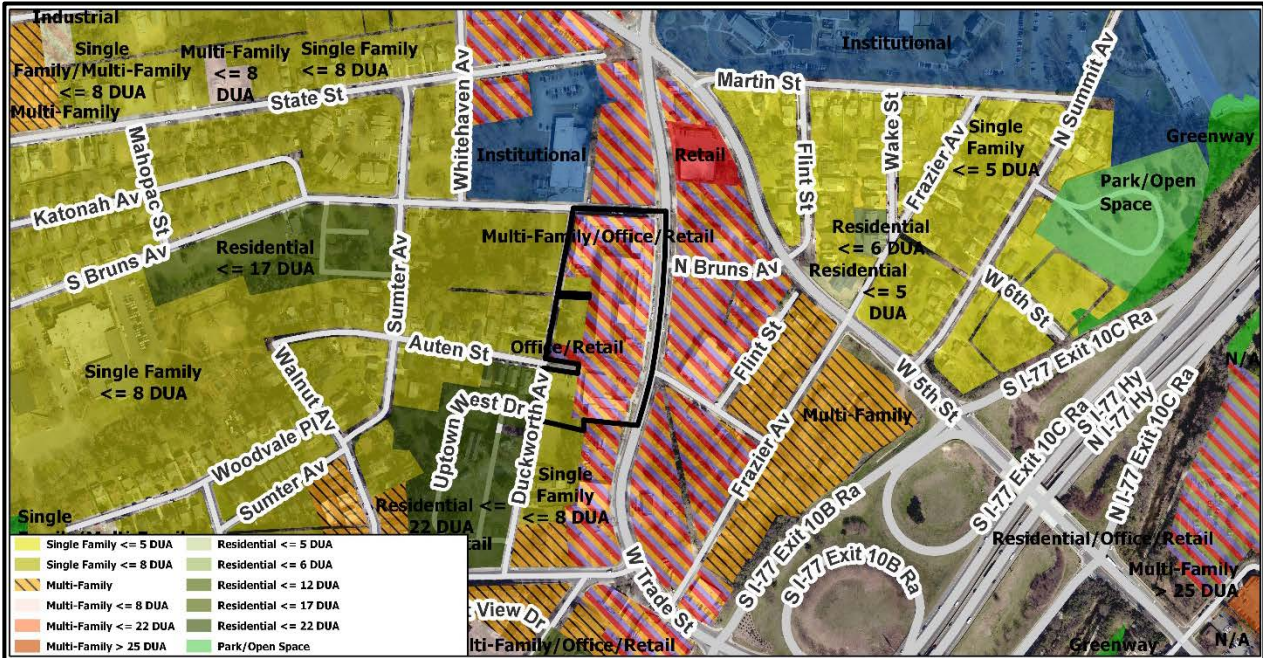 Industrial
Single
Family/Multi-Family
<= 8 DUA
Multi-Family
Multi-Family
<= 8
DUA
Single Family
<= 8 DUA
State St
Mahopac St
Katonah Av
S Bruns Av
Whitehaven Av
Institutional
Residential
<= 17 DUA
Sumter Av
Multi-Family/Office/Retail
Retail
Institutional
Martin St
Flint St
Wake St
Frazier Av
Single
Family
<= 5 DUA
N Summit Av
Greenway
Park/Open
Space
Residential
<= 6 DUA
Residential
<= 5
DUA
N Bruns Av
W 6th St
S I-77 Exit 10C Ra
N/A
Auten St
Office/Retail
Single Family
<= 8 DUA
Walnut Av
Woodvale Pl
Sumter Av
Uptown West Dr
Duckworth Av
Residential <=
22 DUA
Single
Family
<= 8 DUA
Flint St
Frazier Av
Multi-Family
W 5th St
S I-77 Exit 10C Ra
S I-77 Hy
N I-77 Hy
N I-77 Exit 10C Ra
S I-77 Exit 10B Ra
S I-77 Exit 10B Ra
W Trade St
Residential/Office/Retail
Multi-Family
> 25 DUA
N/A
Greenway
View Dr
lti-Family/Office/Retail
Single
Single Family <= 5 DUA
Single Family <= 8 DUA
Multi-Family
Multi-Family <= 8 DUA
Multi-Family <= 22 DUA
Multi-Family > 25 DUA
Residential <= 5 DUA
Residential <= 6 DUA
Residential <= 12 DUA
Residential <= 17 DUA
Residential <= 22 DUA
Park/Open Space